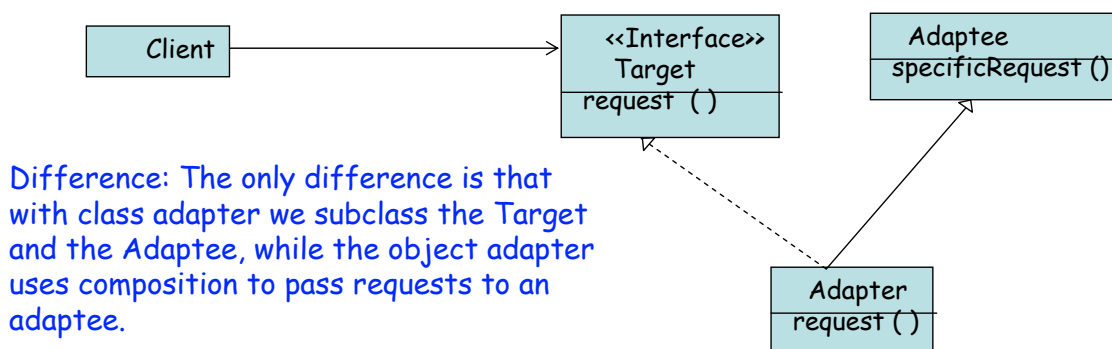 Client
<<Interface>>
Target
request ( )
Adaptee
specificRequest ()
Difference: The only difference is that
with class adapter we subclass the Target
and the Adaptee, while the object adapter
uses composition to pass requests to an
adaptee.
Adapter
request ( )